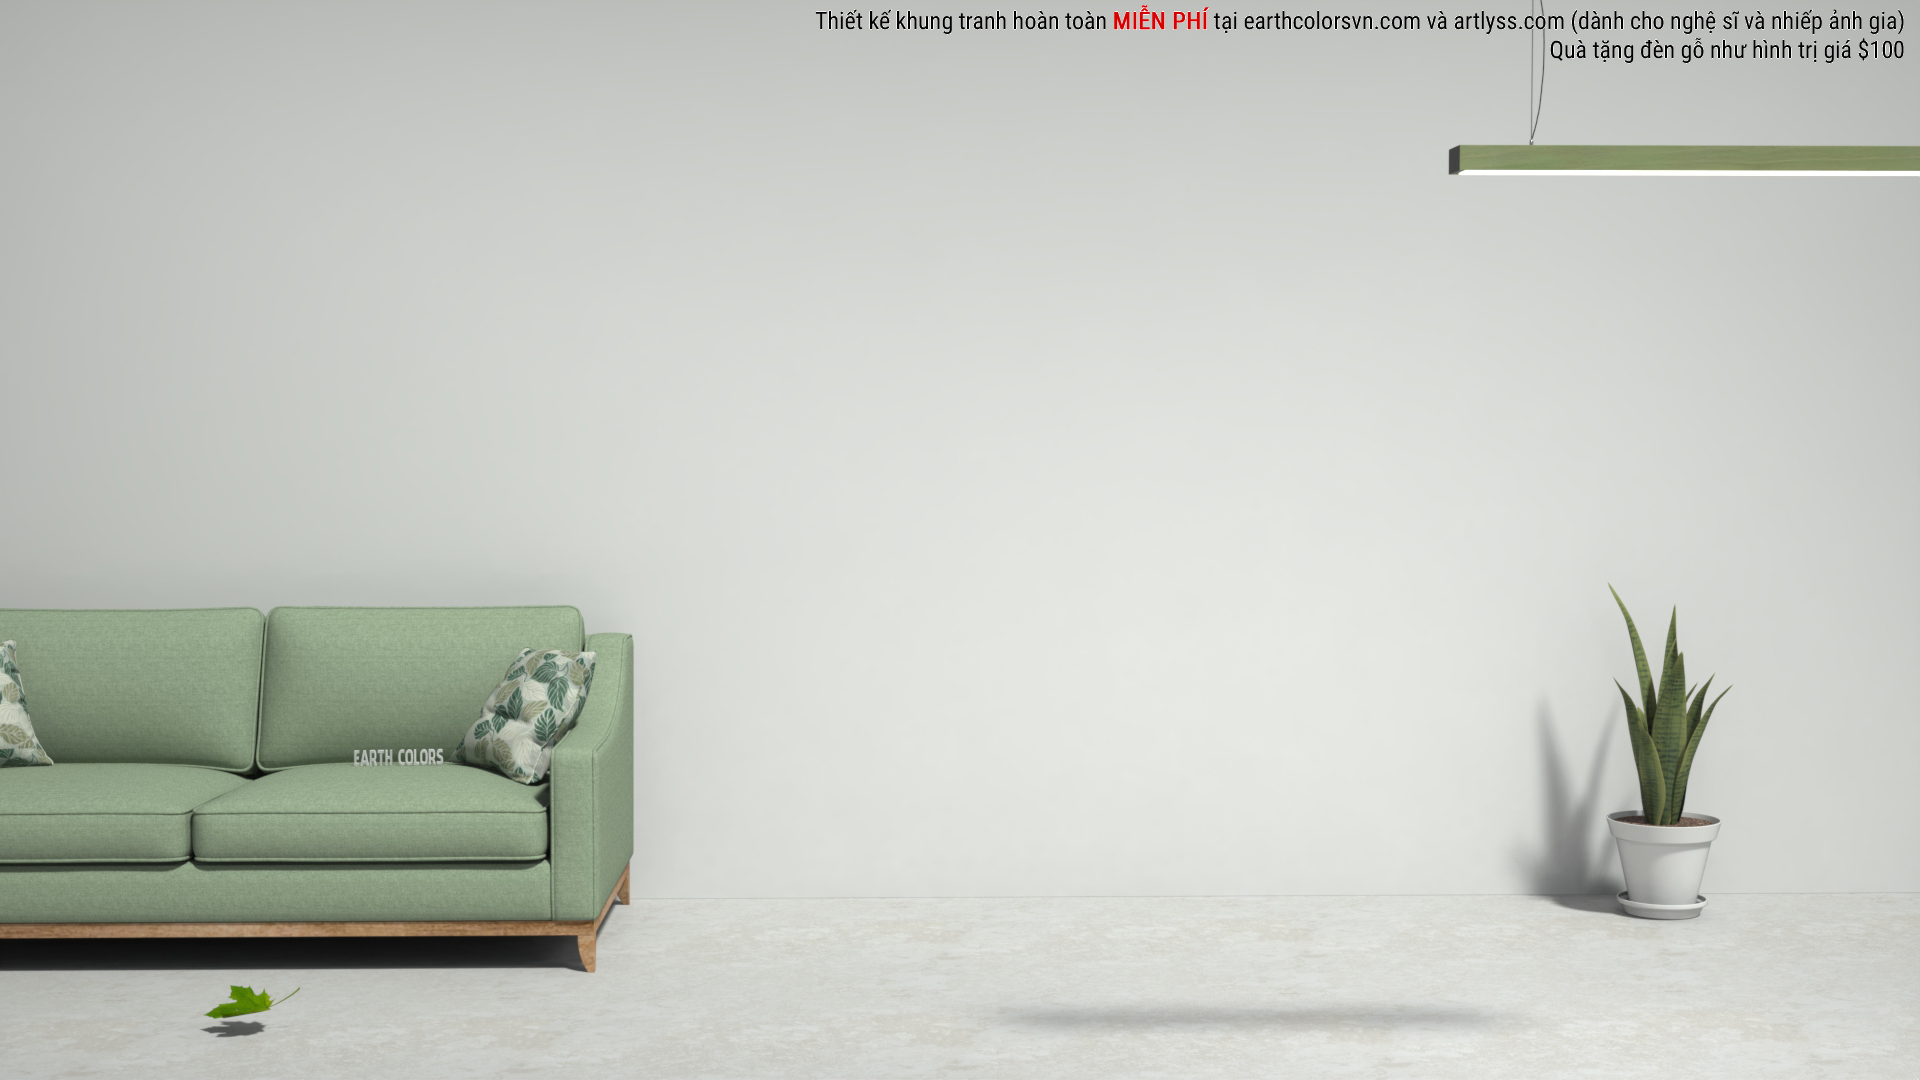 Thiết kế khung tranh hoàn toàn MIỄN PHÍ tại earthcolorsvn.com và artlyss.com (dành cho nghệ sĩ và nhiếp ảnh gia)
Quà tặng đèn gỗ như hình trị giá $100
EARTH COLORS